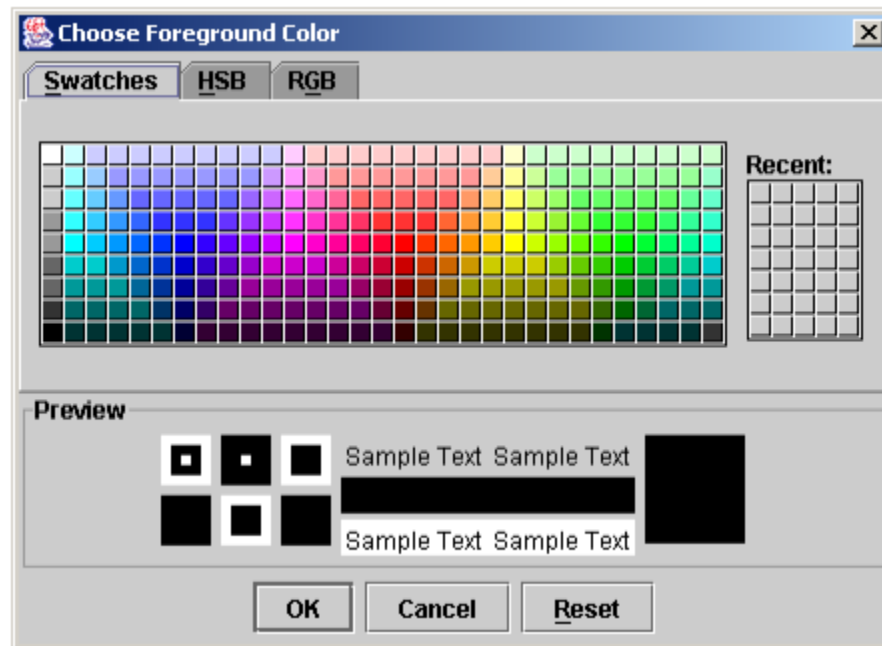 Choose Foreground Color
Swatches HSB RGB
Recent:
Preview
Sample Text Sample Text
Sample Text Sample Text
OK Cancel Reset